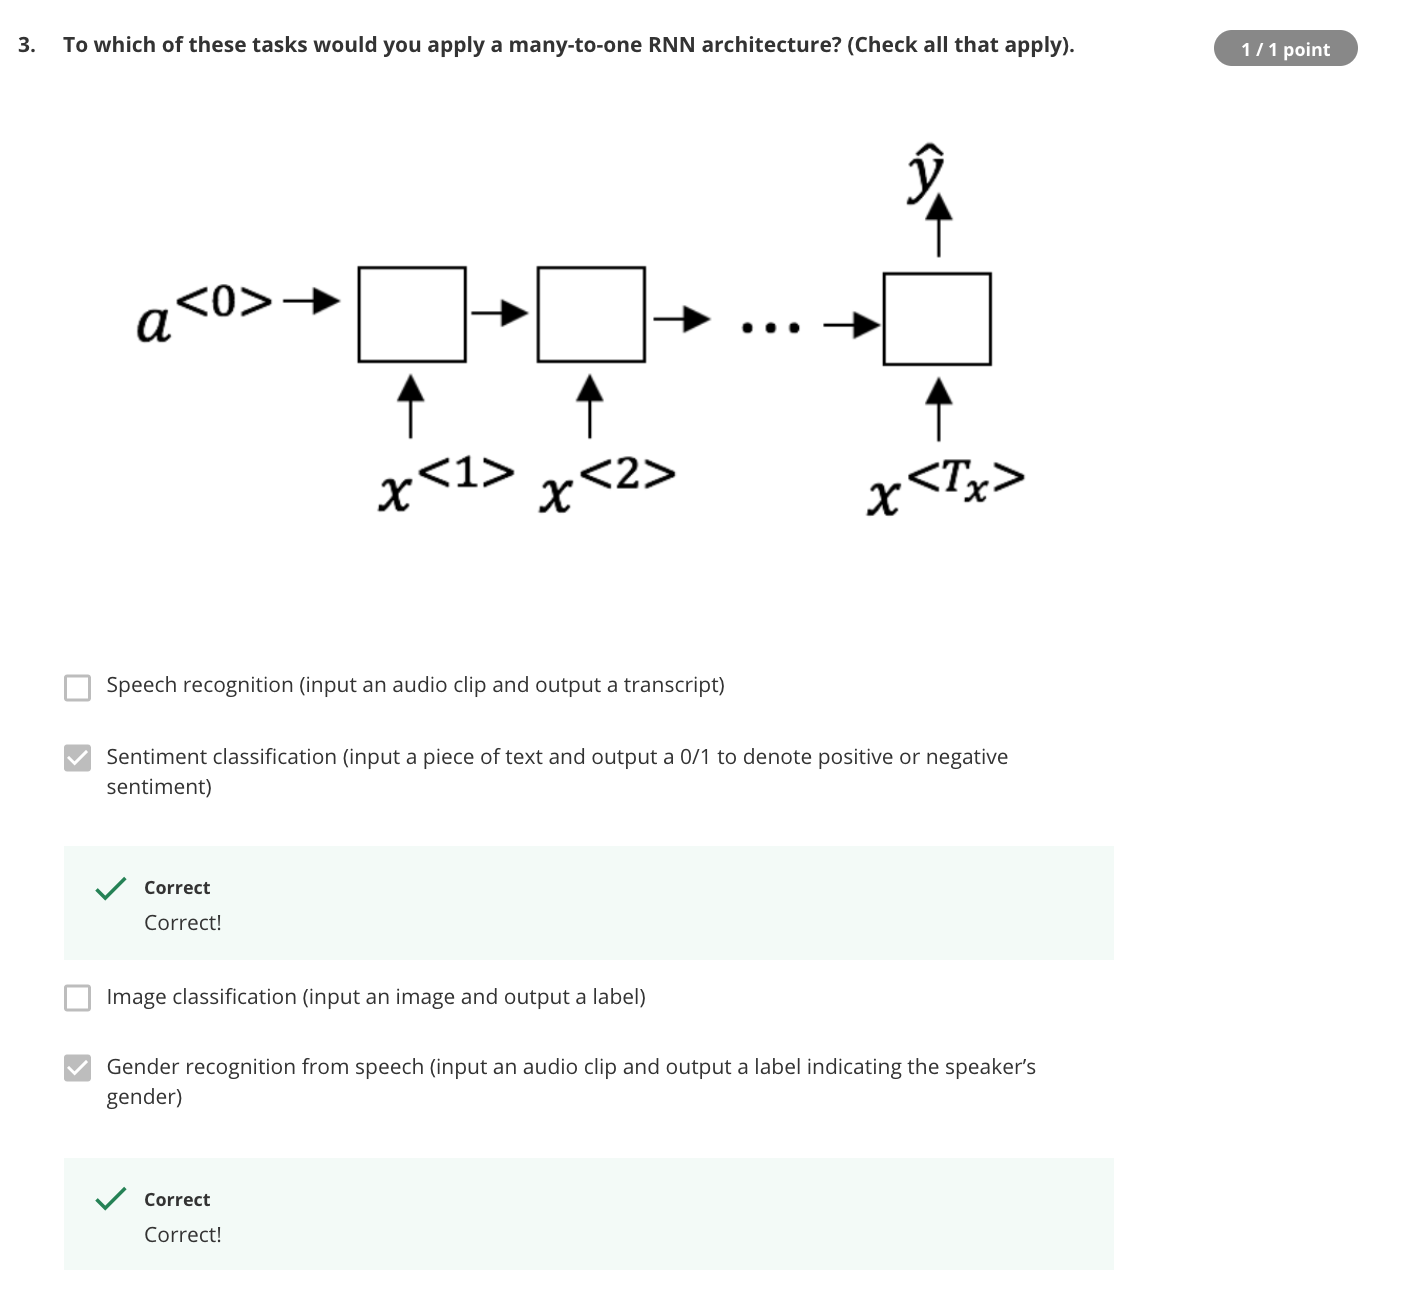 3. To which of these tasks would you apply a many-to-one RNN architecture? (Check all that apply).
1 / 1 point
ŷ
a<0>
x<1> x<2> ... x<Tx>
Speech recognition (input an audio clip and output a transcript)
Sentiment classification (input a piece of text and output a 0/1 to denote positive or negative
sentiment)
Correct
Correct!
Image classification (input an image and output a label)
Gender recognition from speech (input an audio clip and output a label indicating the speaker’s
gender)
Correct
Correct!